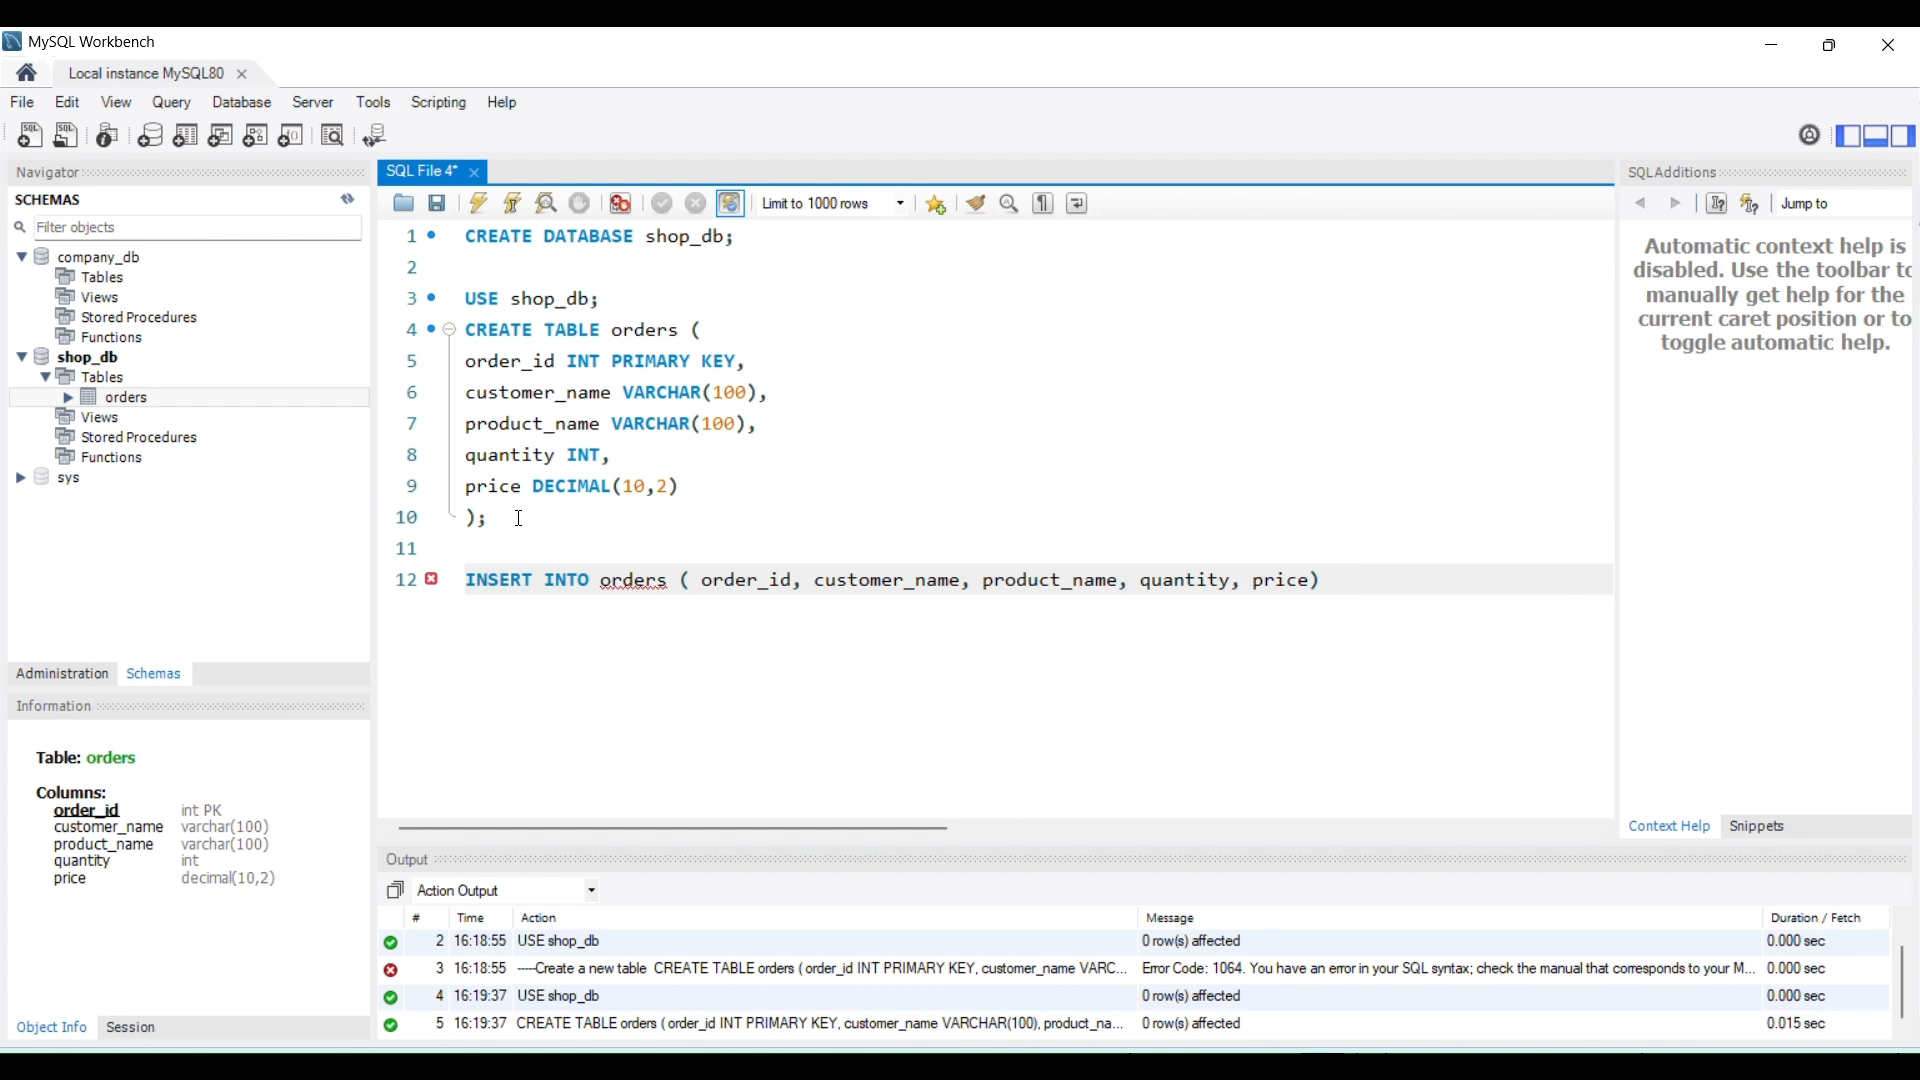 MySQL Workbench
Local instance MySQL80
File Edit View Query Database Server Tools Scripting Help
Navigator
SCHEMAS
Filter objects
company_db
Tables
Views
Stored Procedures
Functions
shop_db
Tables
orders
Views
Stored Procedures
Functions
sys
Administration Schemas
Information
Table: orders
Columns:
order_id int PK
customer_name varchar(100)
product_name varchar(100)
quantity int
price decimal(10,2)
Object Info Session
SQL File 4*
Limit to 1000 rows
1 CREATE DATABASE shop_db;
2
3 USE shop_db;
4 CREATE TABLE orders (
5 order_id INT PRIMARY KEY,
6 customer_name VARCHAR(100),
7 product_name VARCHAR(100),
8 quantity INT,
9 price DECIMAL(10,2)
10 );
11
12 INSERT INTO orders ( order_id, customer_name, product_name, quantity, price)
SQLAdditions
Jump to
Automatic context help is
disabled. Use the toolbar to
manually get help for the
current caret position or to
toggle automatic help.
Context Help Snippets
Output
Action Output
# Time Action Message Duration / Fetch
2 16:18:55 USE shop_db 0 row(s) affected 0.000 sec
3 16:18:55 -----Create a new table CREATE TABLE orders ( order_id INT PRIMARY KEY, customer_name VARC... Error Code: 1064. You have an error in your SQL syntax; check the manual that corresponds to your M... 0.000 sec
4 16:19:37 USE shop_db 0 row(s) affected 0.000 sec
5 16:19:37 CREATE TABLE orders ( order_id INT PRIMARY KEY, customer_name VARCHAR(100), product_na... 0 row(s) affected 0.015 sec